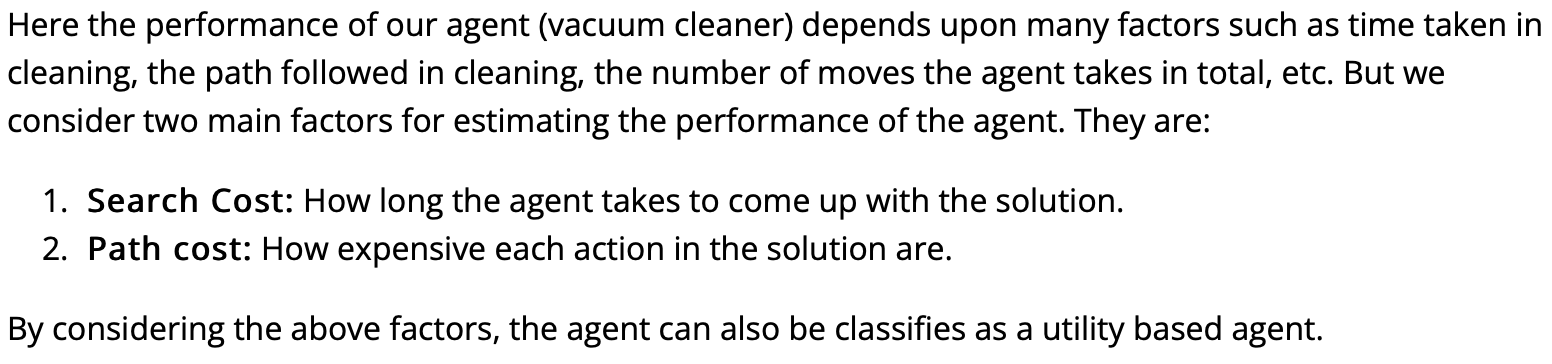 Here the performance of our agent (vacuum cleaner) depends upon many factors such as time taken in
cleaning, the path followed in cleaning, the number of moves the agent takes in total, etc. But we
consider two main factors for estimating the performance of the agent. They are:
1. Search Cost: How long the agent takes to come up with the solution.
2. Path cost: How expensive each action in the solution are.
By considering the above factors, the agent can also be classifies as a utility based agent.